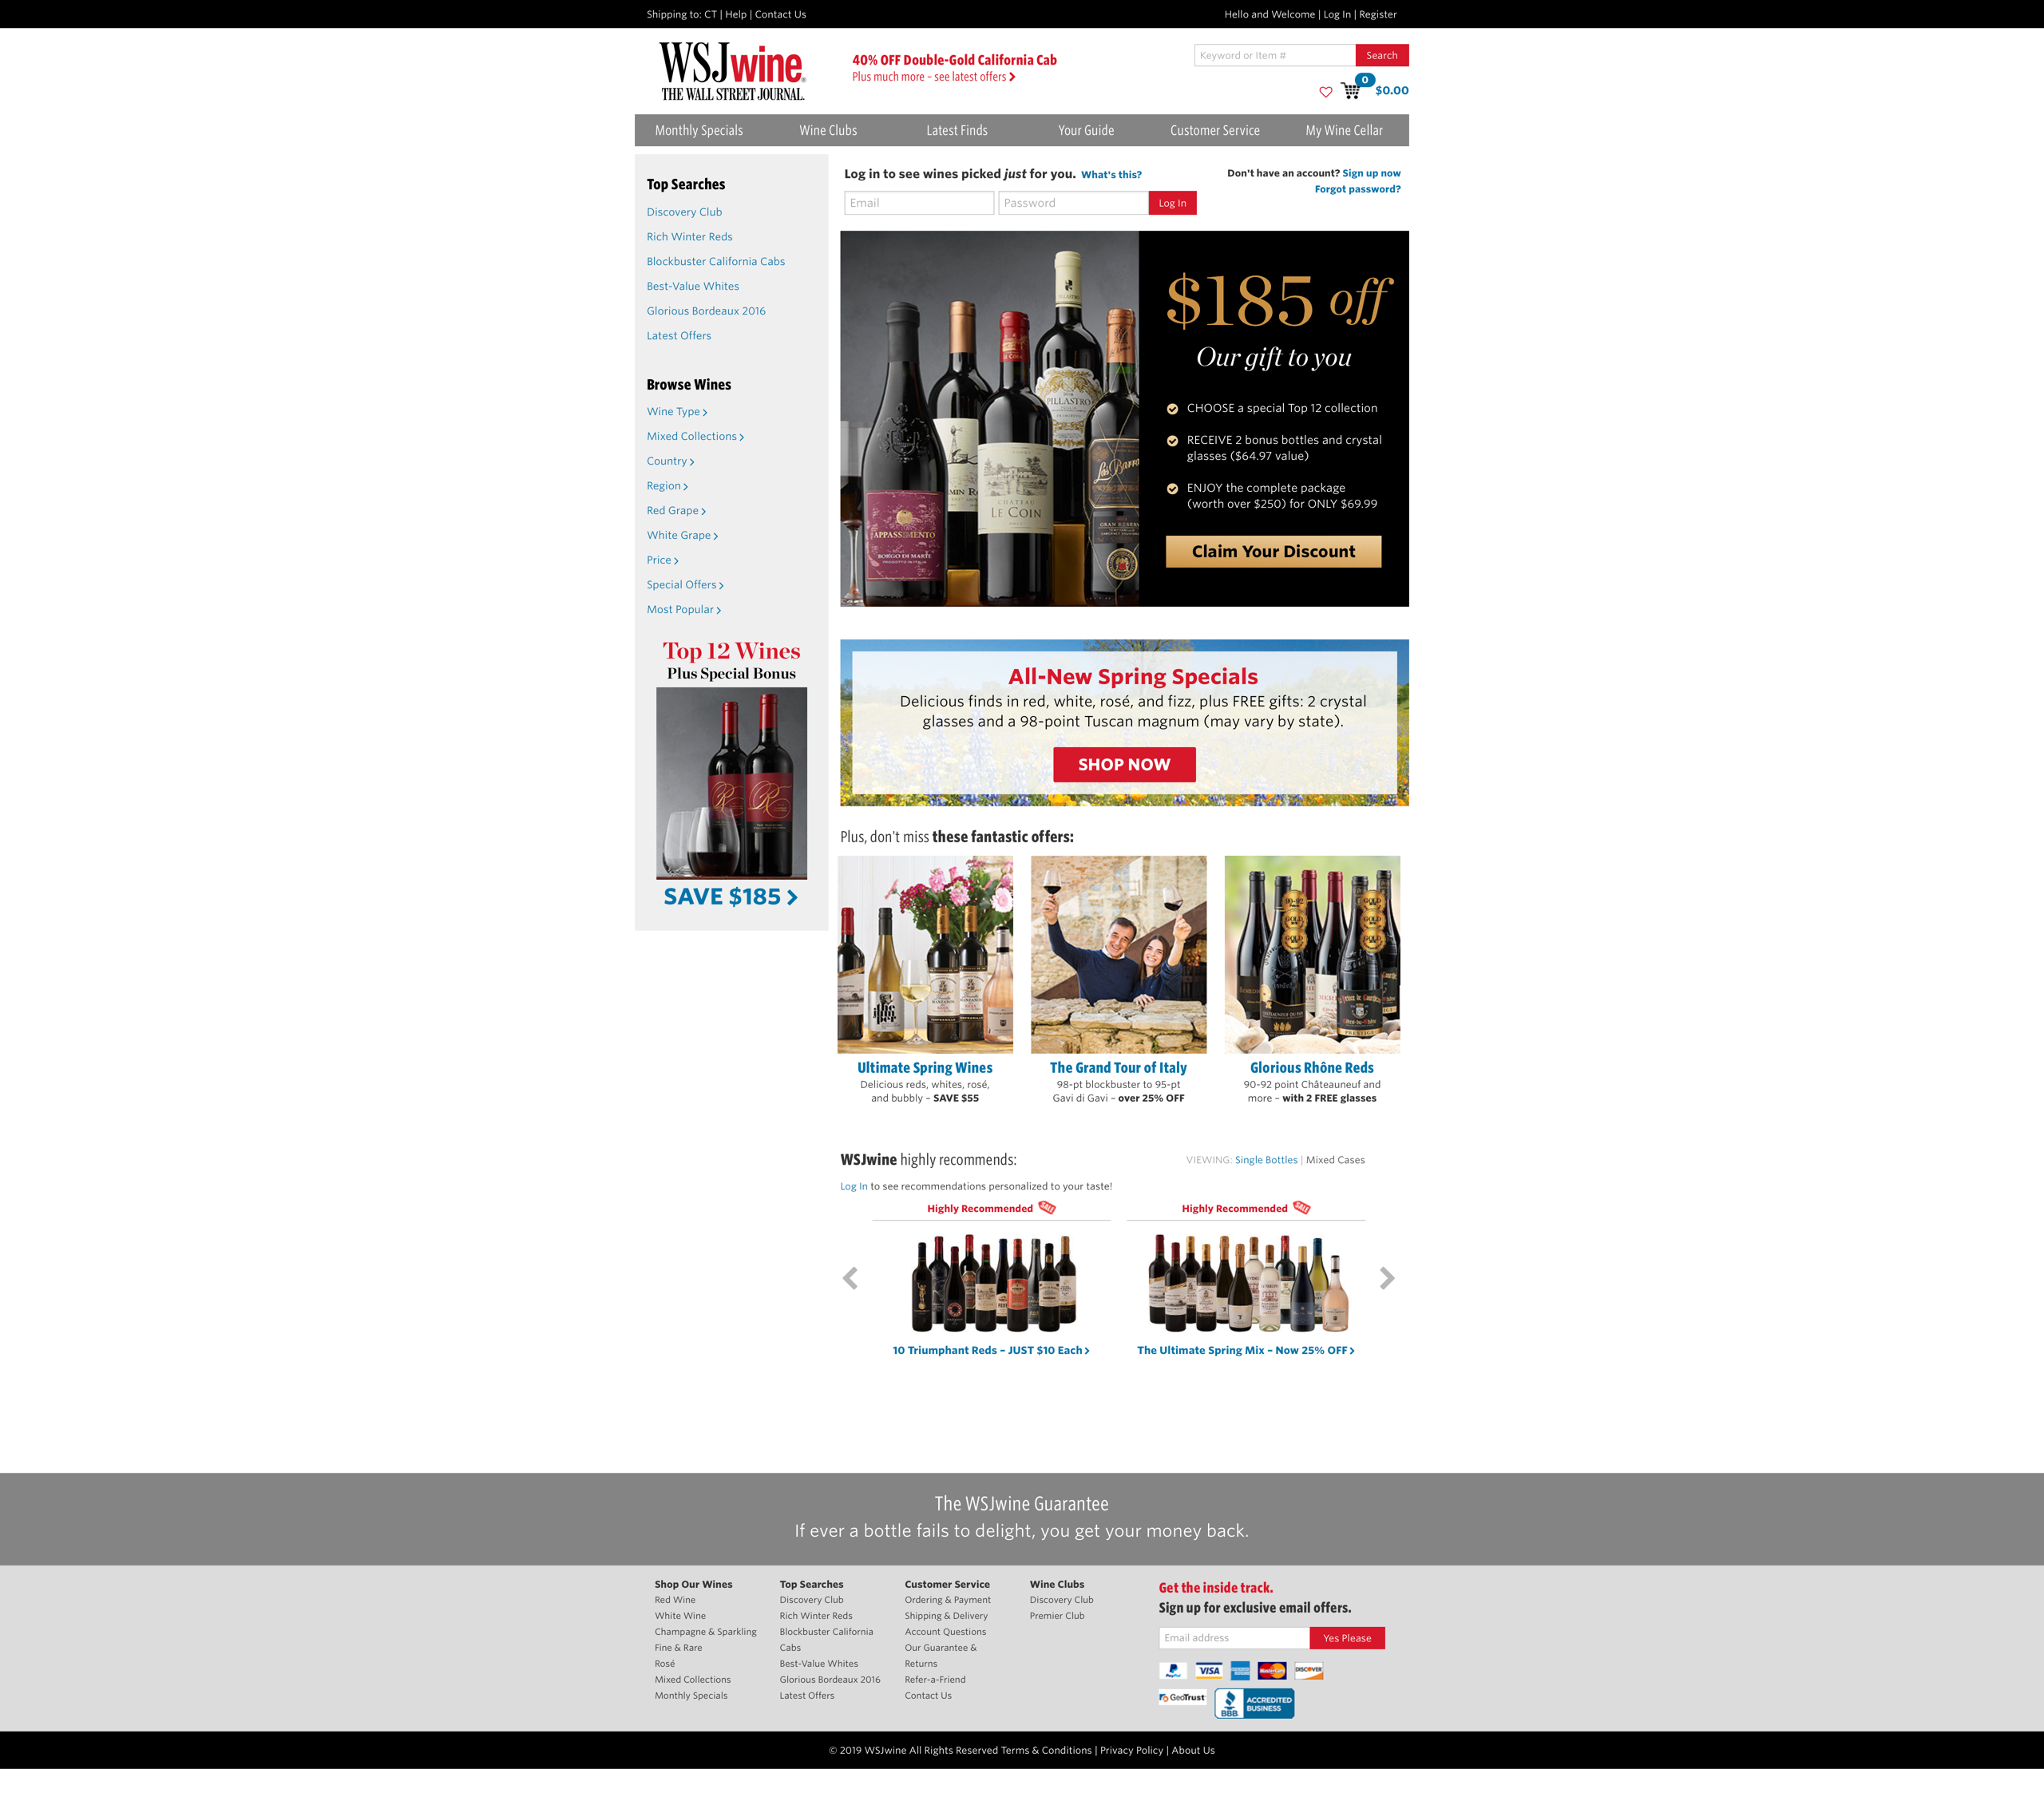 Shipping to: CT | Help | Contact Us
Hello and Welcome | Log In | Register
WSJwine
THE WALL STREET JOURNAL.
40% OFF Double-Gold California Cab
Plus much more – see latest offers
Keyword or Item #
Search
0
$0.00
Monthly Specials
Wine Clubs
Latest Finds
Your Guide
Customer Service
My Wine Cellar
Top Searches
Discovery Club
Rich Winter Reds
Blockbuster California Cabs
Best-Value Whites
Glorious Bordeaux 2016
Latest Offers
Browse Wines
Wine Type
Mixed Collections
Country
Region
Red Grape
White Grape
Price
Special Offers
Most Popular
Top 12 Wines
Plus Special Bonus
SAVE $185
Log in to see wines picked just for you. What's this?
Don't have an account? Sign up now
Forgot password?
Email
Password
Log In
APPASSIMENTO
BORGO DI MARTE
CHATEAU
LE COIN
PILLASTRO
$185 off
Our gift to you
CHOOSE a special Top 12 collection
RECEIVE 2 bonus bottles and crystal
glasses ($64.97 value)
ENJOY the complete package
(worth over $250) for ONLY $69.99
Claim Your Discount
All-New Spring Specials
Delicious finds in red, white, rosé, and fizz, plus FREE gifts: 2 crystal
glasses and a 98-point Tuscan magnum (may vary by state).
SHOP NOW
Plus, don't miss these fantastic offers:
Ultimate Spring Wines
Delicious reds, whites, rosé,
and bubbly – SAVE $55
The Grand Tour of Italy
98-pt blockbuster to 95-pt
Gavi di Gavi – over 25% OFF
Glorious Rhône Reds
90-92 point Châteauneuf and
more – with 2 FREE glasses
WSJwine highly recommends:
VIEWING: Single Bottles | Mixed Cases
Log In to see recommendations personalized to your taste!
Highly Recommended SALE
10 Triumphant Reds – JUST $10 Each
Highly Recommended SALE
The Ultimate Spring Mix – Now 25% OFF
The WSJwine Guarantee
If ever a bottle fails to delight, you get your money back.
Shop Our Wines
Red Wine
White Wine
Champagne & Sparkling
Fine & Rare
Rosé
Mixed Collections
Monthly Specials
Top Searches
Discovery Club
Rich Winter Reds
Blockbuster California
Cabs
Best-Value Whites
Glorious Bordeaux 2016
Latest Offers
Customer Service
Ordering & Payment
Shipping & Delivery
Account Questions
Our Guarantee &
Returns
Refer-a-Friend
Contact Us
Wine Clubs
Discovery Club
Premier Club
Get the inside track.
Sign up for exclusive email offers.
Email address
Yes Please
PayPal VISA AMERICAN EXPRESS MasterCard DISCOVER
GeoTrust
BBB ACCREDITED
BUSINESS
© 2019 WSJwine All Rights Reserved Terms & Conditions | Privacy Policy | About Us